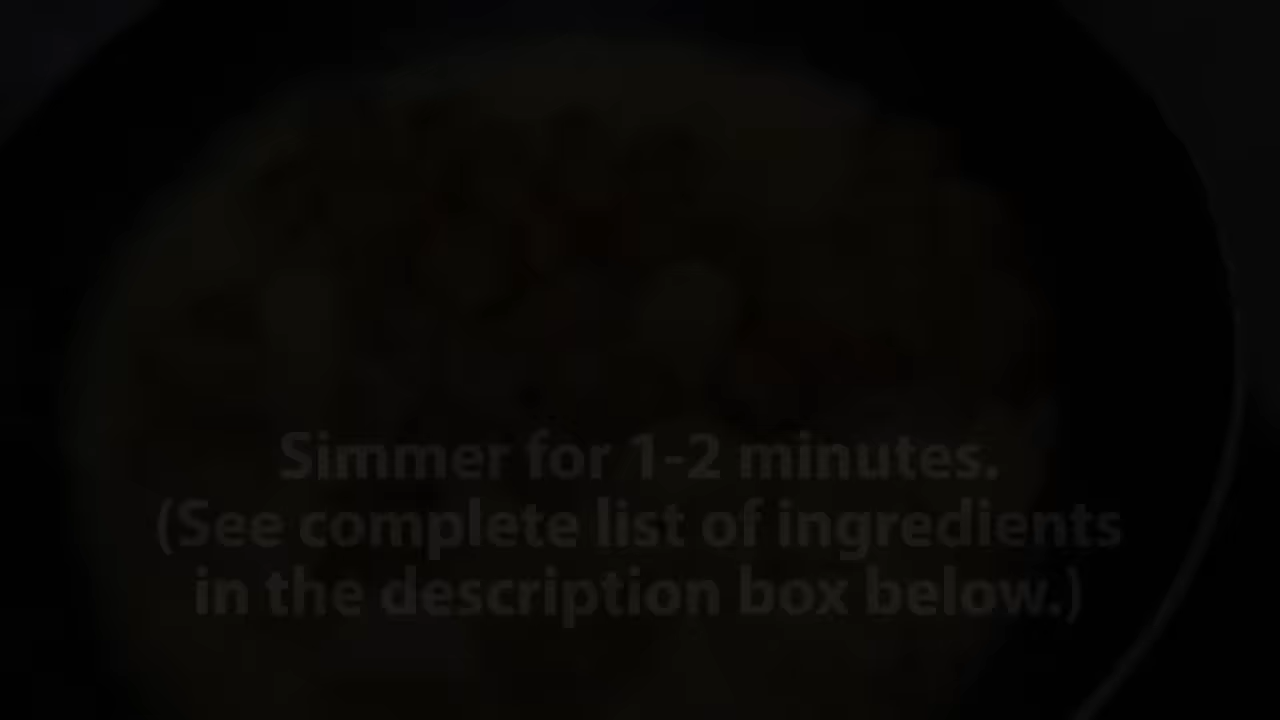 Simmer for 1-2 minutes.
(See complete list of ingredients
in the description box below.)